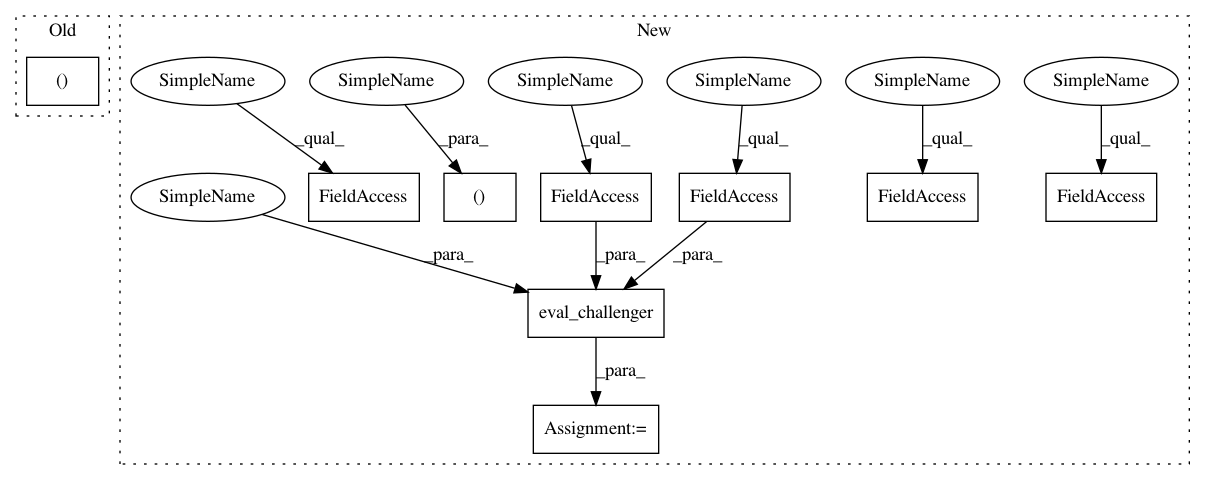 Old
New
()
SimpleName
SimpleName
SimpleName
SimpleName
SimpleName
SimpleName
_qual_
_para_
_qual_
_qual_
_qual_
_qual_
SimpleName
FieldAccess
()
FieldAccess
FieldAccess
FieldAccess
FieldAccess
_para_
_para_
_para_
eval_challenger
_para_
Assignment:=